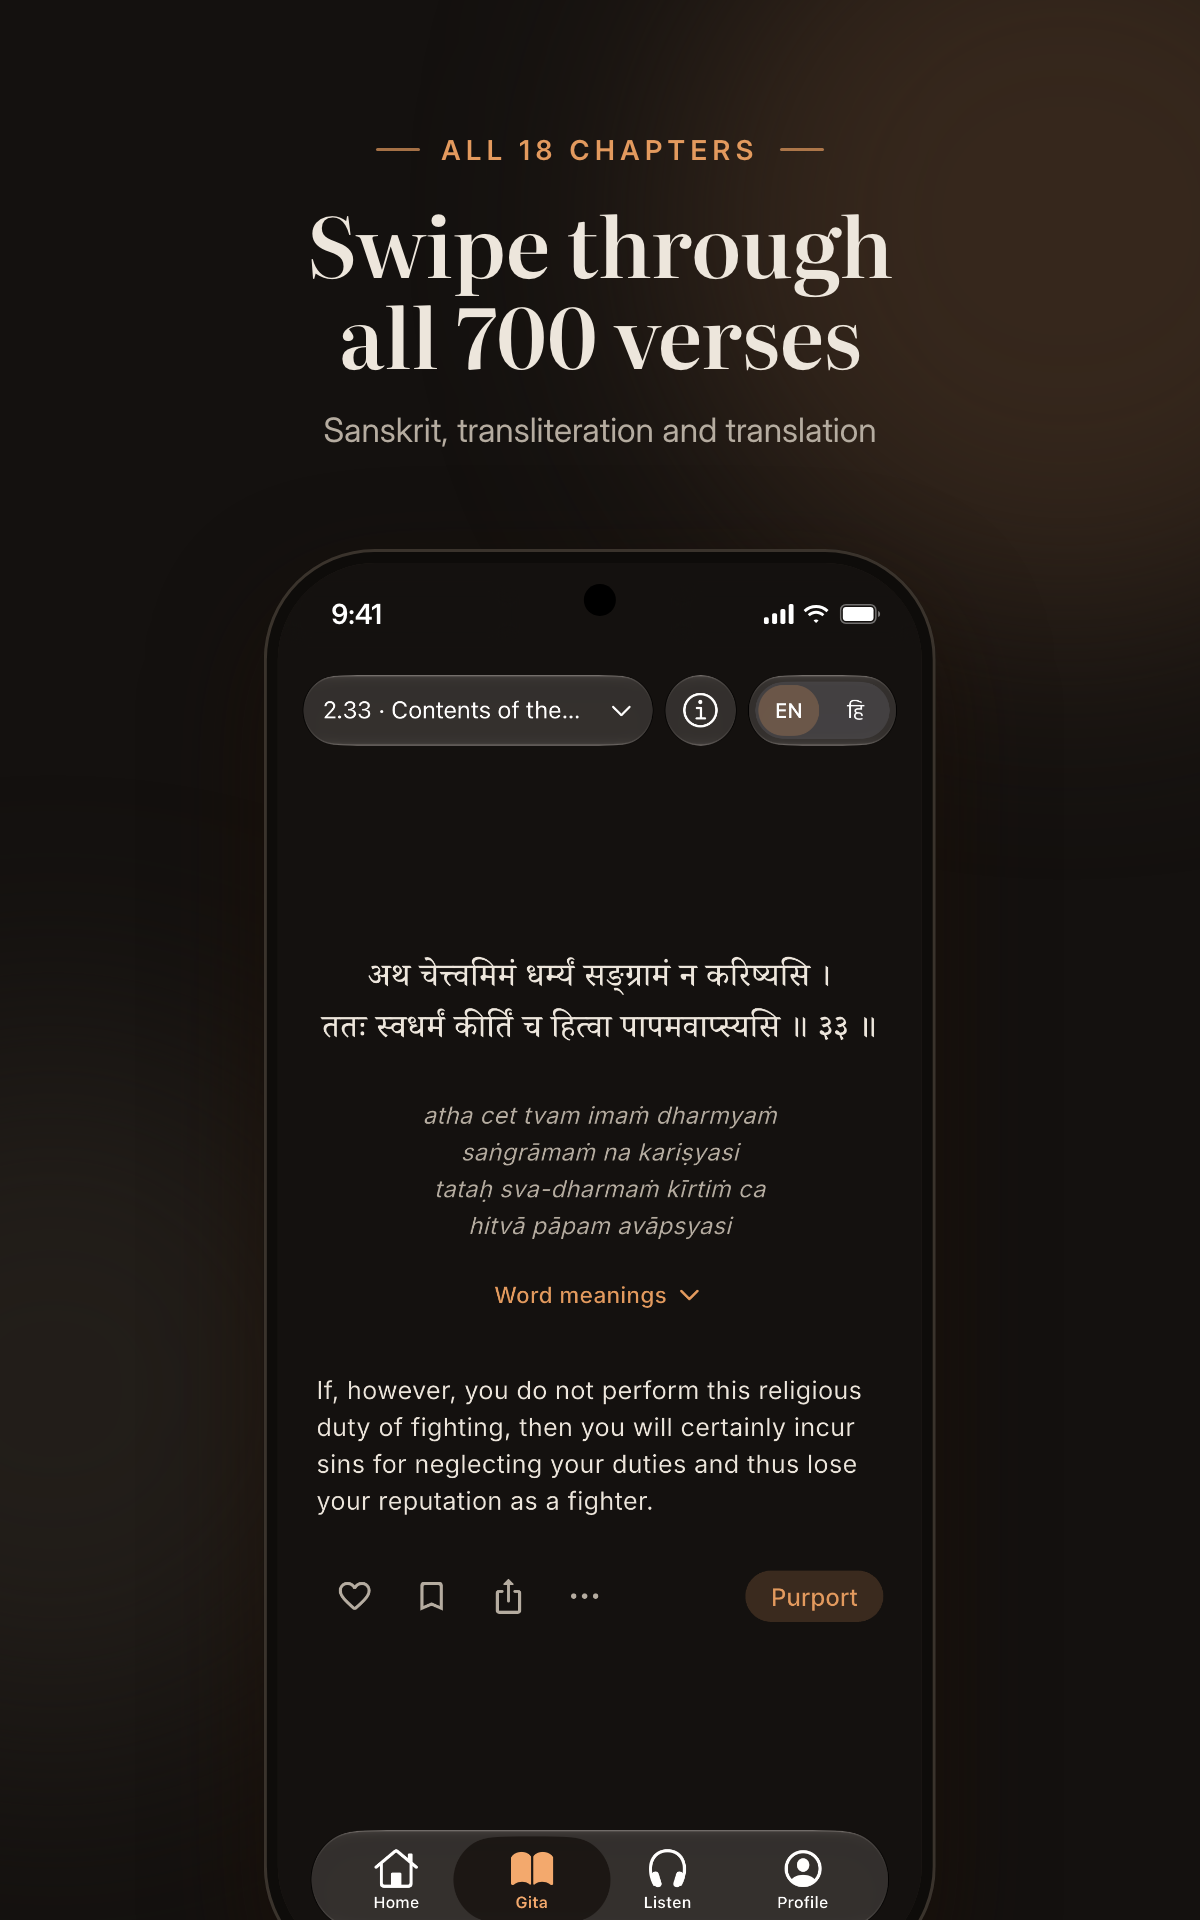 ALL 18 CHAPTERS
Swipe through
all 700 verses
Sanskrit, transliteration and translation
9:41
2.33 · Contents of the...
EN
हि
अथ चेत्त्वमिमं धर्म्यं सङ्ग्रामं न करिष्यसि ।
ततः स्वधर्मं कीर्तिं च हित्वा पापमवाप्स्यसि ॥ ३३ ॥
atha cet tvam imaṁ dharmyaṁ
saṅgrāmaṁ na kariṣyasi
tataḥ sva-dharmaṁ kīrtiṁ ca
hitvā pāpam avāpsyasi
Word meanings
If, however, you do not perform this religious
duty of fighting, then you will certainly incur
sins for neglecting your duties and thus lose
your reputation as a fighter.
Purport
Home
Gita
Listen
Profile